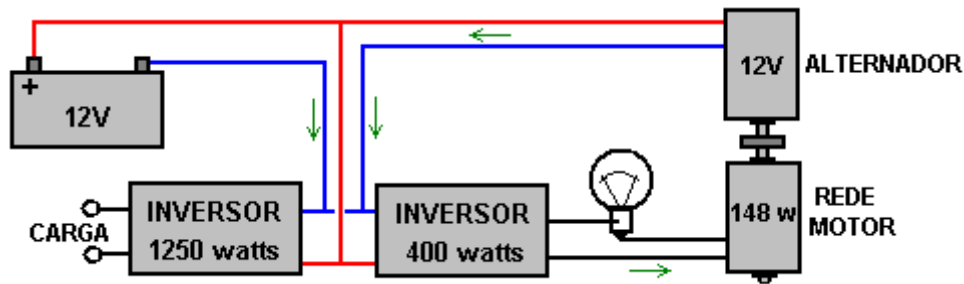 +
12V
12V
ALTERNADOR
INVERSOR
1250 watts
CARGA
INVERSOR
400 watts
148 w
REDE
MOTOR